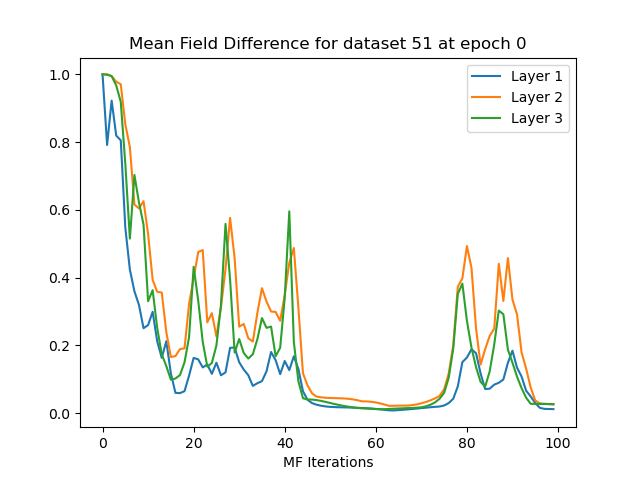 Mean Field Difference for dataset 51 at epoch 0
1.0
0.8
0.6
0.4
0.2
0.0
Layer 1
Layer 2
Layer 3
0 20 40 60 80 100
MF Iterations